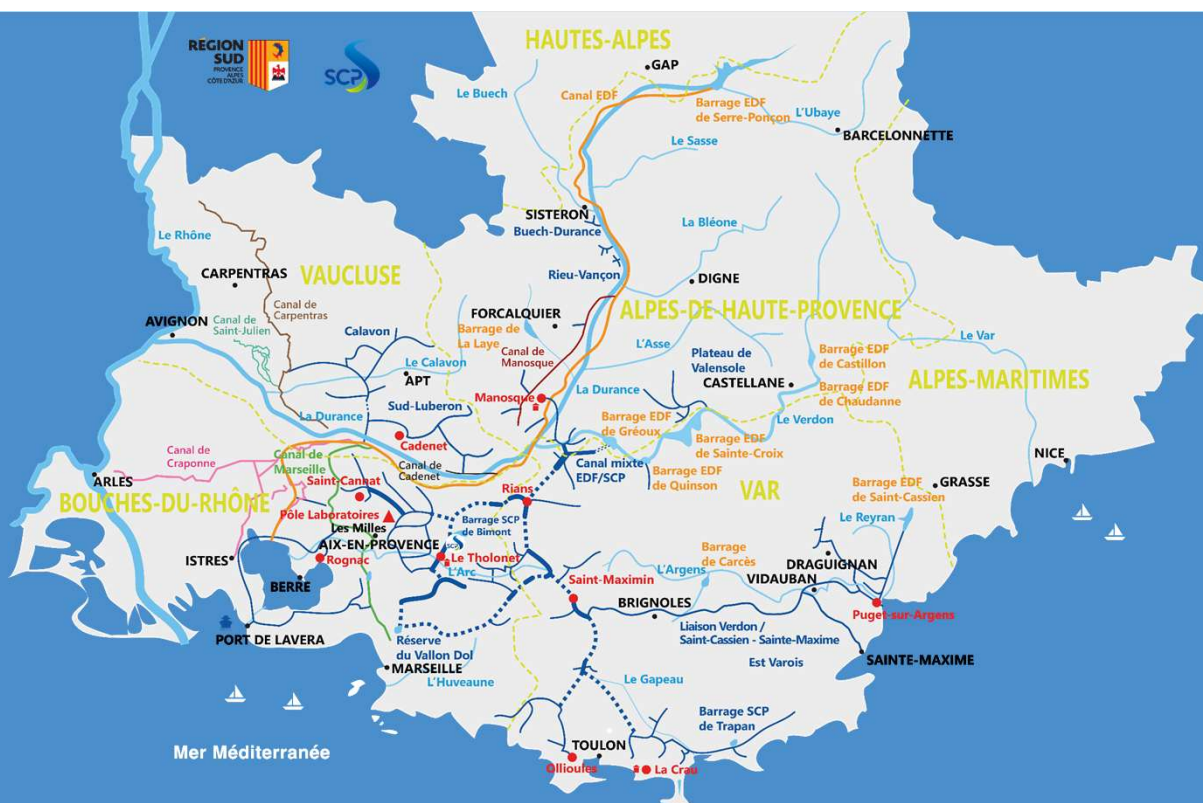 RÉGION
SUD
PROVENCE
ALPES
CÔTE D'AZUR
SCP
HAUTES-ALPES
GAP
Le Buech
Canal EDF
Barrage EDF
de Serre-Ponçon
L'Ubaye
BARCELONNETTE
Le Sasse
SISTERON
Buech-Durance
La Bléone
Le Rhône
CARPENTRAS
VAUCLUSE
Rieu-Vançon
DIGNE
Canal de
Carpentras
FORCALQUIER
ALPES-DE-HAUTE-PROVENCE
AVIGNON
Canal de
Saint-Julien
Calavon
Barrage de
La Laye
Canal de
Manosque
L'Asse
Plateau de
Valensole
Le Var
Barrage EDF
de Castillon
Le Calavon
APT
CASTELLANE
Barrage EDF
de Chaudanne
ALPES-MARITIMES
Manosque
La Durance
Sud-Luberon
La Durance
Barrage EDF
de Gréoux
Le Verdon
Barrage EDF
de Sainte-Croix
Cadenet
Canal de
Craponne
Canal de
Marseille
Canal de
Cadenet
Canal mixte
EDF/SCP
Barrage EDF
de Quinson
NICE
ARLES
BOUCHES-DU-RHÔNE
Saint-Cannat
Rians
VAR
Barrage EDF
de Saint-Cassien
GRASSE
Pôle Laboratoires
Les Milles
Barrage SCP
de Bimont
Le Reyran
AIX-EN-PROVENCE
SCP
ISTRES
Rognac
Le Tholonet
L'Arc
Barrage
de Carcès
L'Argens
DRAGUIGNAN
VIDAUBAN
BERRE
Saint-Maximin
BRIGNOLES
Puget-sur-Argens
PORT DE LAVERA
Réserve
du Vallon Dol
Liaison Verdon /
Saint-Cassien - Sainte-Maxime
Est Varois
SAINTE-MAXIME
MARSEILLE
L'Huveaune
Le Gapeau
Barrage SCP
de Trapan
Mer Méditerranée
TOULON
Ollioules
La Crau